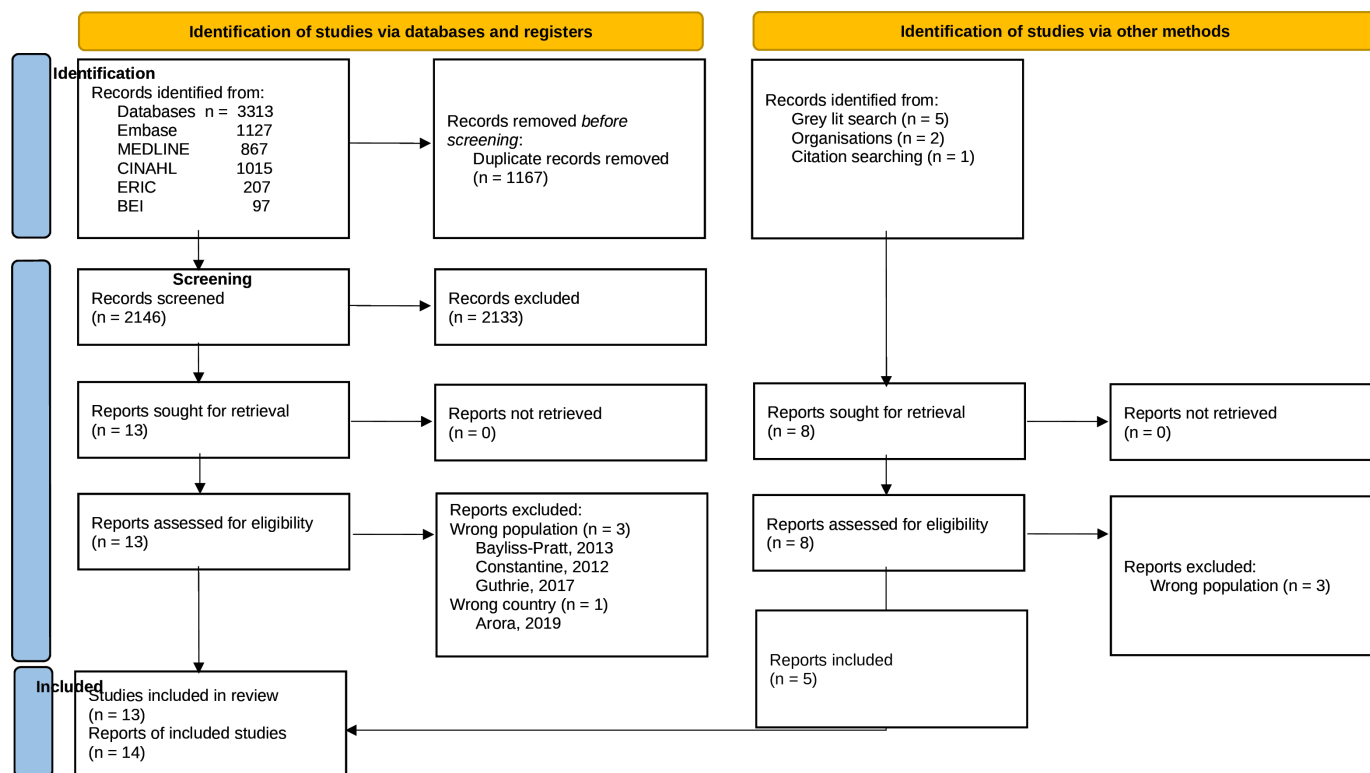 Identification of studies via databases and registers
Identification of studies via other methods
Identification
Records identified from:
Databases n = 3313
Embase 1127
MEDLINE 867
CINAHL 1015
ERIC 207
BEI 97
Records removed before
screening:
Duplicate records removed
(n = 1167)
Records identified from:
Grey lit search (n = 5)
Organisations (n = 2)
Citation searching (n = 1)
Screening
Records screened
(n = 2146)
Records excluded
(n = 2133)
Reports sought for retrieval
(n = 13)
Reports not retrieved
(n = 0)
Reports sought for retrieval
(n = 8)
Reports not retrieved
(n = 0)
Reports assessed for eligibility
(n = 13)
Reports excluded:
Wrong population (n = 3)
Bayliss-Pratt, 2013
Constantine, 2012
Guthrie, 2017
Wrong country (n = 1)
Arora, 2019
Reports assessed for eligibility
(n = 8)
Reports excluded:
Wrong population (n = 3)
Reports included
(n = 5)
Included
Studies included in review
(n = 13)
Reports of included studies
(n = 14)